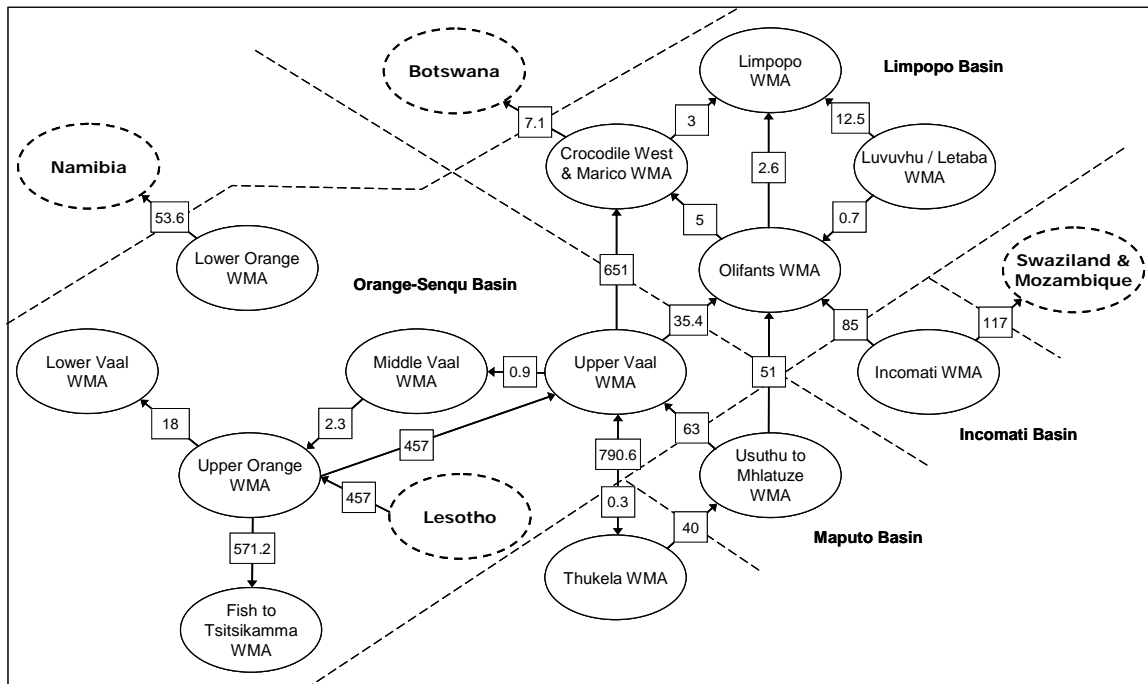 Botswana
Limpopo
WMA
Limpopo Basin
7.1
3
12.5
Namibia
Crocodile West
& Marico WMA
2.6
Luvuvhu / Letaba
WMA
53.6
5
0.7
Lower Orange
WMA
Orange-Senqu Basin
651
Olifants WMA
Swaziland &
Mozambique
35.4
85
117
Lower Vaal
WMA
Middle Vaal
WMA
0.9
Upper Vaal
WMA
51
Incomati WMA
18
2.3
457
790.6
63
Incomati Basin
Upper Orange
WMA
457
Lesotho
0.3
Usuthu to
Mhlatuze
WMA
40
Maputo Basin
571.2
Thukela WMA
Fish to
Tsitsikamma
WMA